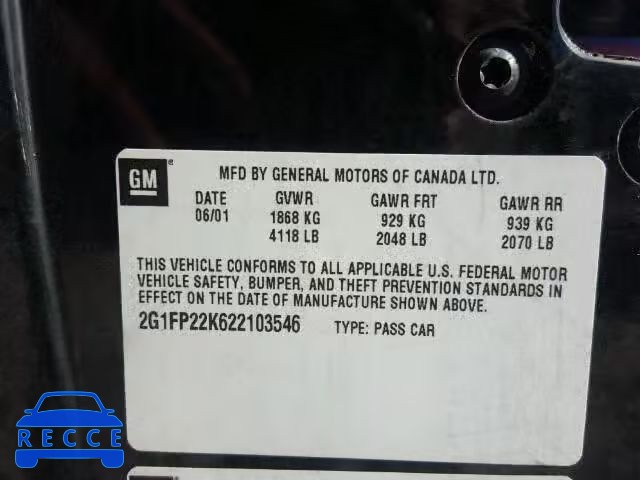 GM®
MFD BY GENERAL MOTORS OF CANADA LTD.
DATE GVWR GAWR FRT GAWR RR
06/01 1868 KG 929 KG 939 KG
4118 LB 2048 LB 2070 LB
THIS VEHICLE CONFORMS TO ALL APPLICABLE U.S. FEDERAL MOTOR
VEHICLE SAFETY, BUMPER, AND THEFT PREVENTION STANDARDS IN
EFFECT ON THE DATE OF MANUFACTURE SHOWN ABOVE.
2G1FP22K622103546 TYPE: PASS CAR
RECCE